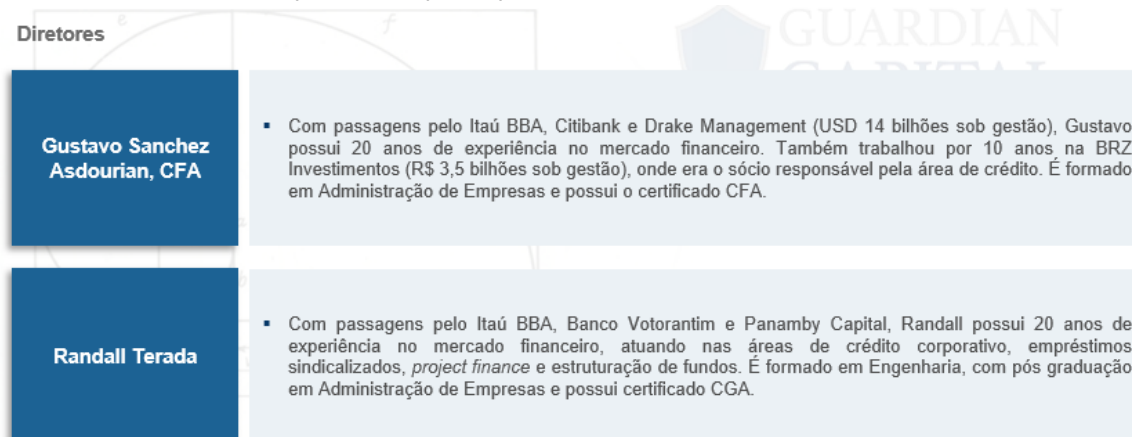 Diretores
GUARDIAN
CAPITAL
Gustavo Sanchez
Asdourian, CFA
▪ Com passagens pelo Itaú BBA, Citibank e Drake Management (USD 14 bilhões sob gestão), Gustavo
possui 20 anos de experiência no mercado financeiro. Também trabalhou por 10 anos na BRZ
Investimentos (R$ 3,5 bilhões sob gestão), onde era o sócio responsável pela área de crédito. É formado
em Administração de Empresas e possui o certificado CFA.
Randall Terada
▪ Com passagens pelo Itaú BBA, Banco Votorantim e Panamby Capital, Randall possui 20 anos de
experiência no mercado financeiro, atuando nas áreas de crédito corporativo, empréstimos
sindicalizados, project finance e estruturação de fundos. É formado em Engenharia, com pós graduação
em Administração de Empresas e possui certificado CGA.